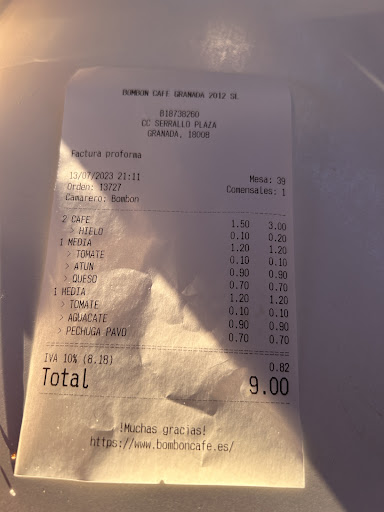 BOMBON CAFE GRANADA 2012 SL
B18738260
CC SERRALLO PLAZA
GRANADA, 18008
Factura proforma
13/07/2023 21:11 Mesa: 39
Orden: 13727 Comensales: 1
Camarero: Bombon
2 CAFE 1.50 3.00
> HIELO 0.10 0.20
1 MEDIA 1.20 1.20
> TOMATE 0.10 0.10
> ATUN 0.90 0.90
> QUESO 0.70 0.70
1 MEDIA 1.20 1.20
> TOMATE 0.10 0.10
> AGUACATE 0.90 0.90
> PECHUGA PAVO 0.70 0.70
IVA 10% (8.18) 0.82
Total 9.00
!Muchas gracias!
https://www.bomboncafe.es/